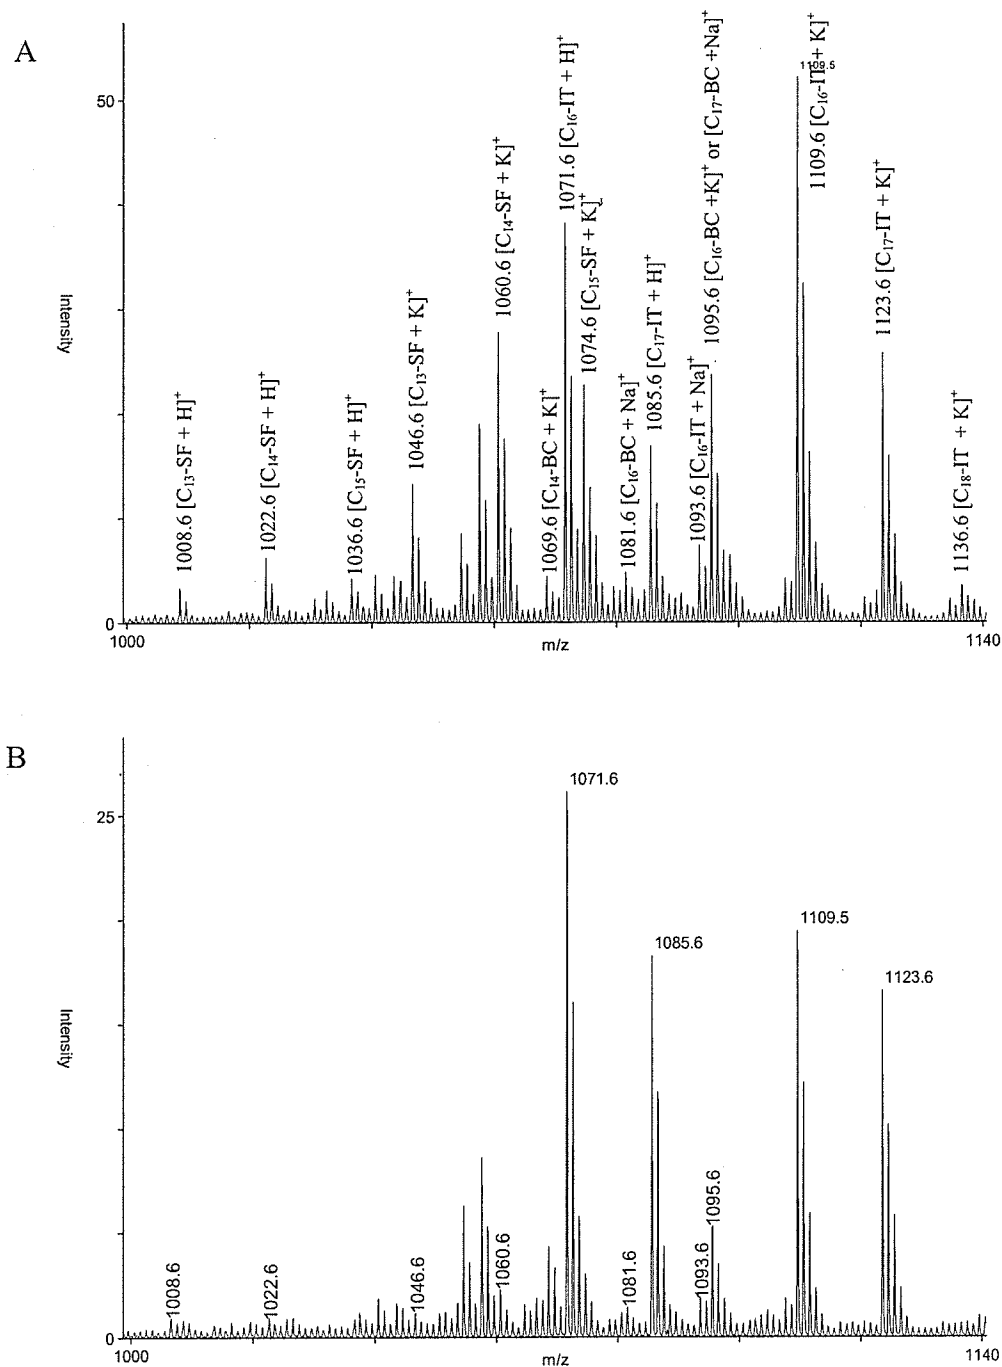 A
50
Intensity
0
1000
m/z
1140
1008.6 [C₁₃-SF + H]⁺
1022.6 [C₁₄-SF + H]⁺
1036.6 [C₁₅-SF + H]⁺
1046.6 [C₁₃-SF + K]⁺
1060.6 [C₁₄-SF + K]⁺
1069.6 [C₁₄-BC + K]⁺
1071.6 [C₁₆-IT + H]⁺
1074.6 [C₁₅-SF + K]⁺
1081.6 [C₁₆-BC + Na]⁺
1085.6 [C₁₇-IT + H]⁺
1093.6 [C₁₆-IT + Na]⁺
1095.6 [C₁₆-BC +K]⁺ or [C₁₇-BC +Na]⁺
1109.5
1109.6 [C₁₆-IT + K]⁺
1123.6 [C₁₇-IT + K]⁺
1136.6 [C₁₈-IT + K]⁺
B
25
Intensity
0
1000
m/z
1140
1008.6
1022.6
1046.6
1060.6
1071.6
1081.6
1085.6
1093.6
1095.6
1109.5
1123.6